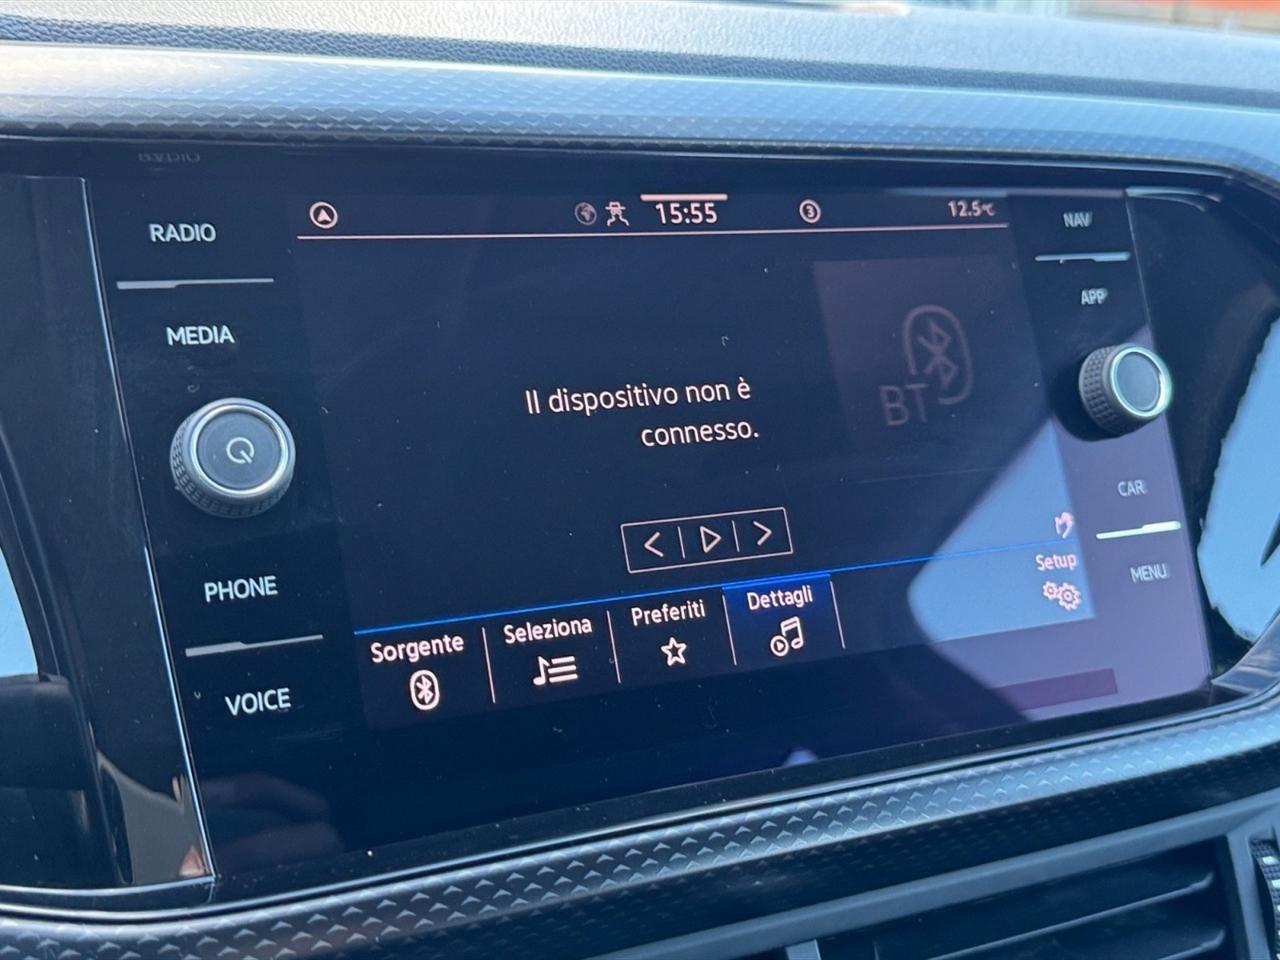 RADIO
MEDIA
PHONE
VOICE
15:55
3
12.5°C
Il dispositivo non è
connesso.
BT
Setup
Sorgente
Seleziona
Preferiti
Dettagli
NAV
APP
CAR
MENU